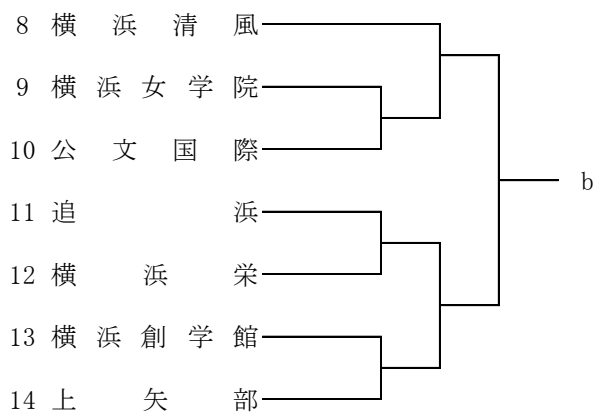 8 横浜清風
9 横浜女学院
10 公文国際
11 追浜
12 横浜栄
13 横浜創学館
14 上矢部
b